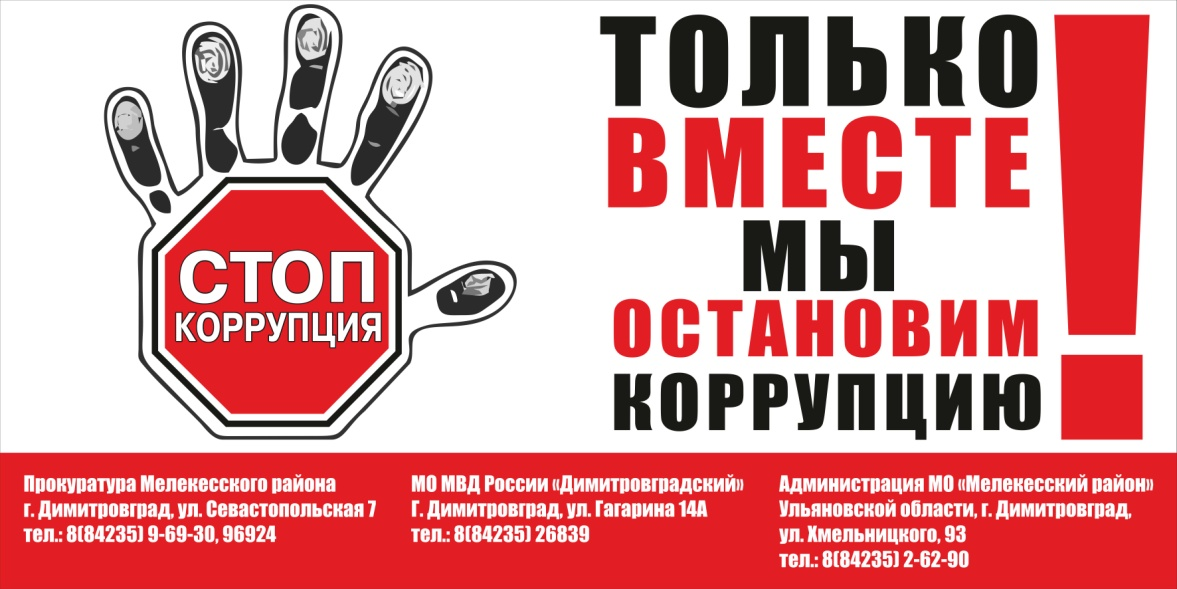 СТОП
КОРРУПЦИЯ
ТОЛЬКО
ВМЕСТЕ
МЫ
ОСТАНОВИМ
КОРРУПЦИЮ
!
Прокуратура Мелекесского района
г. Димитровград, ул. Севастопольская 7
тел.: 8(84235) 9-69-30, 96924
МО МВД России «Димитровградский»
Г. Димитровград, ул. Гагарина 14А
тел.: 8(84235) 26839
Администрация МО «Мелекесский район»
Ульяновской области, г. Димитровград,
ул. Хмельницкого, 93
тел.: 8(84235) 2-62-90